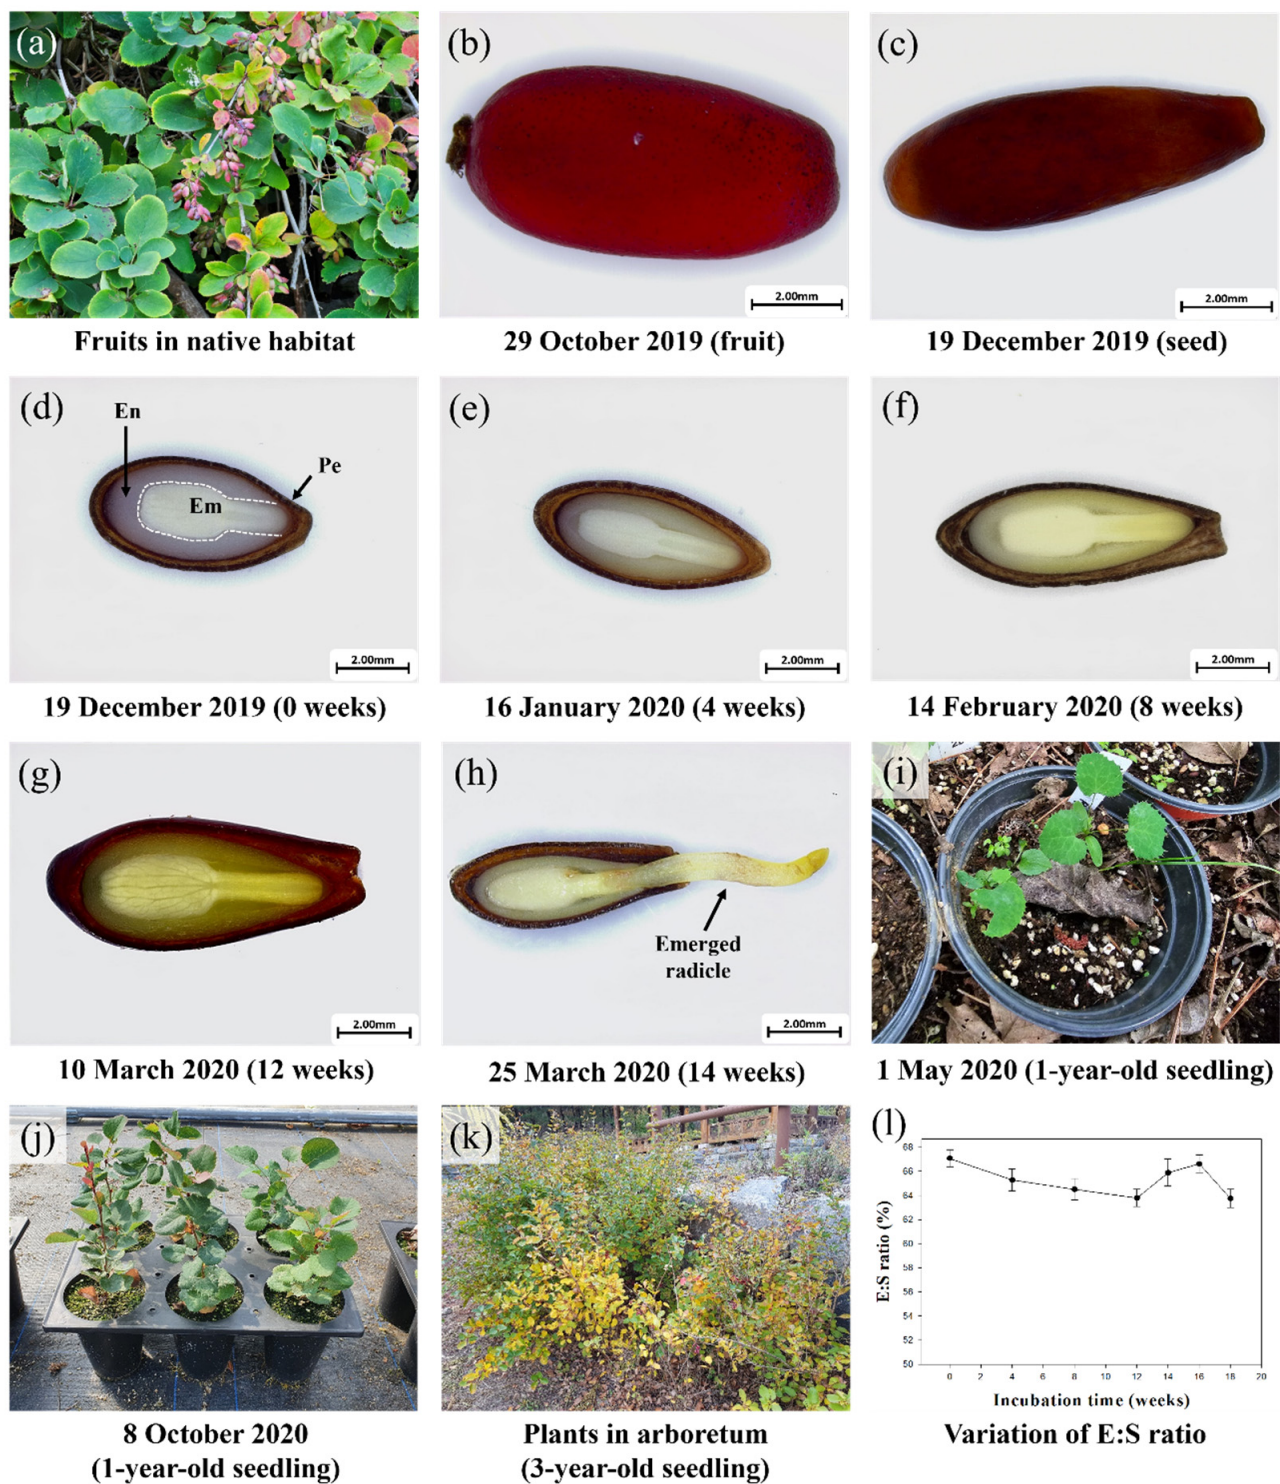 (a)
(b)
2.00mm
(c)
2.00mm
Fruits in native habitat
29 October 2019 (fruit)
19 December 2019 (seed)
(d)
En
Em
Pe
2.00mm
(e)
2.00mm
(f)
2.00mm
19 December 2019 (0 weeks)
16 January 2020 (4 weeks)
14 February 2020 (8 weeks)
(g)
2.00mm
(h)
Emerged
radicle
2.00mm
(i)
10 March 2020 (12 weeks)
25 March 2020 (14 weeks)
1 May 2020 (1-year-old seedling)
(j)
(k)
(l)
68
66
64
62
60
58
56
54
52
50
E:S ratio (%)
0 4 6 8 10 12 14 16 18 20
Incubation time (weeks)
8 October 2020
(1-year-old seedling)
Plants in arboretum
(3-year-old seedling)
Variation of E:S ratio